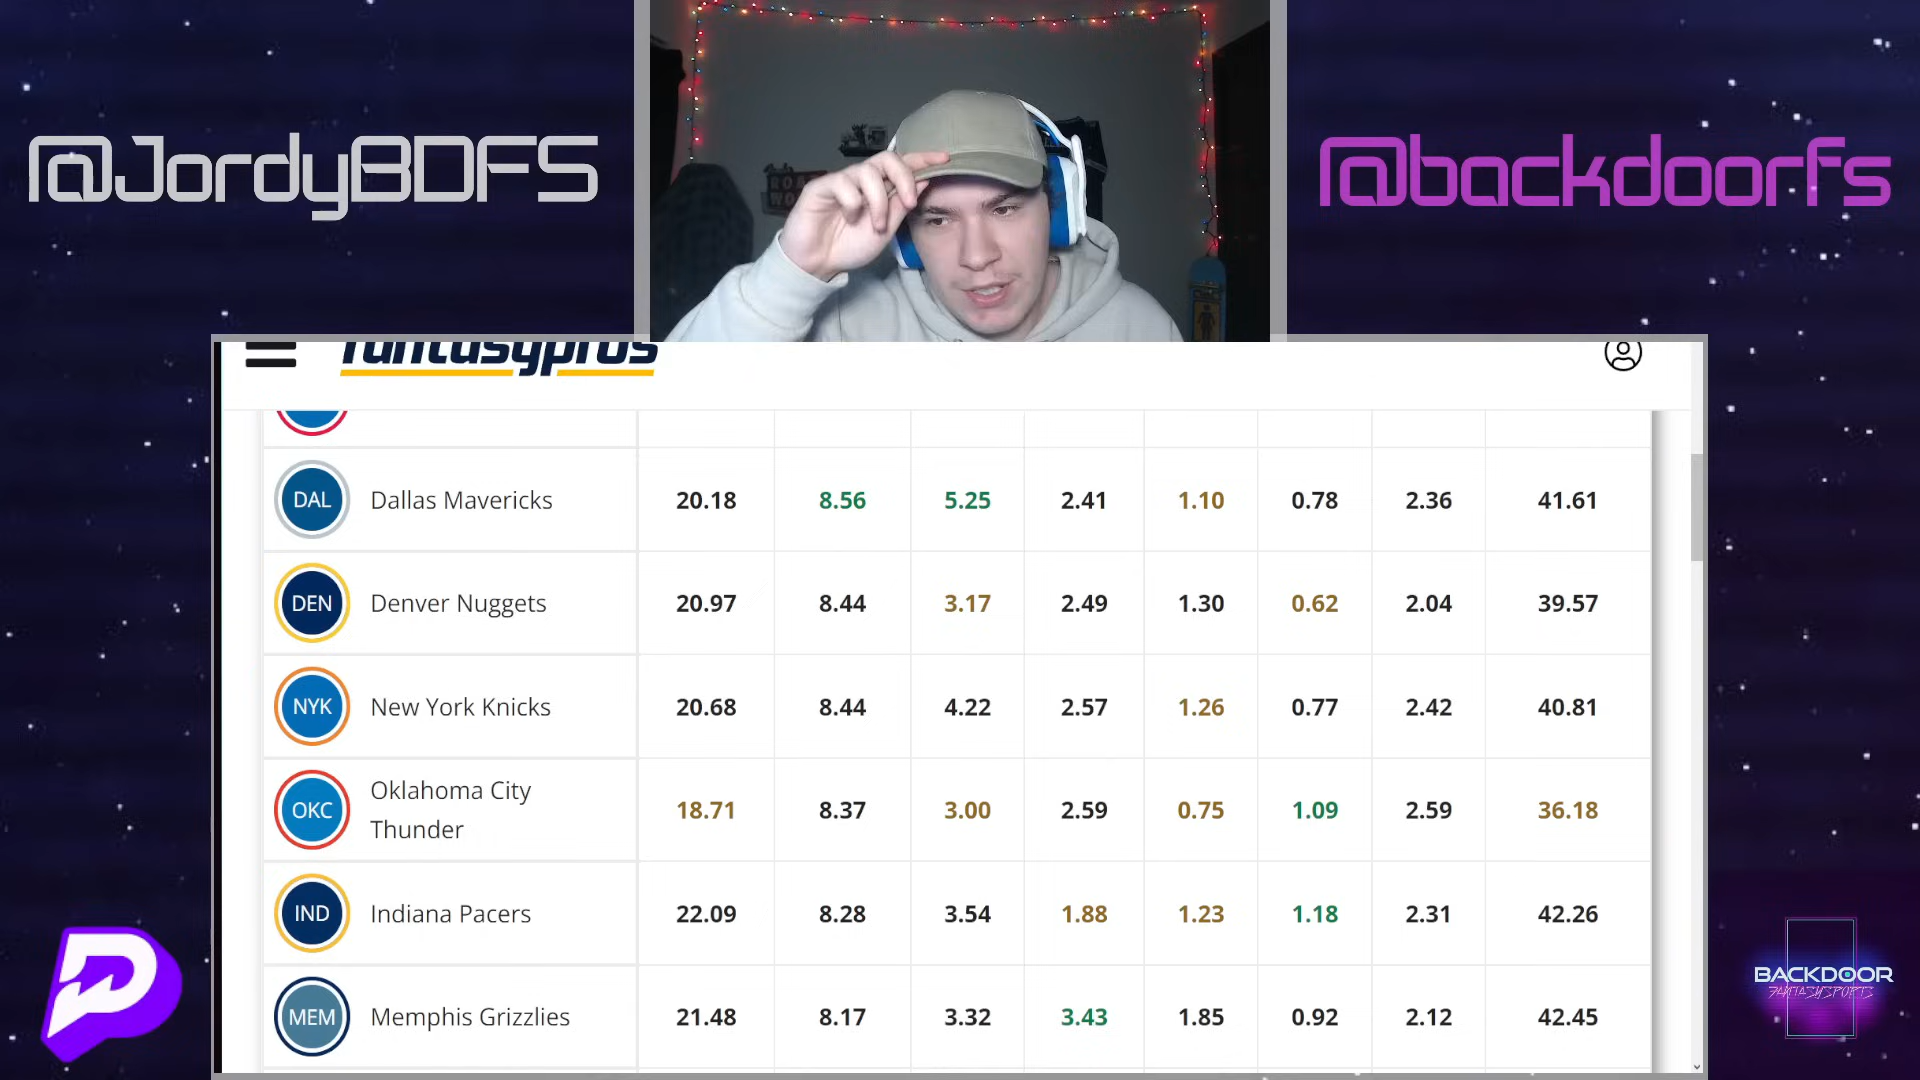 @JordyBDFS
@backdoorfs
fantasypros
DAL Dallas Mavericks 20.18 8.56 5.25 2.41 1.10 0.78 2.36 41.61
DEN Denver Nuggets 20.97 8.44 3.17 2.49 1.30 0.62 2.04 39.57
NYK New York Knicks 20.68 8.44 4.22 2.57 1.26 0.77 2.42 40.81
OKC Oklahoma City
Thunder 18.71 8.37 3.00 2.59 0.75 1.09 2.59 36.18
IND Indiana Pacers 22.09 8.28 3.54 1.88 1.23 1.18 2.31 42.26
MEM Memphis Grizzlies 21.48 8.17 3.32 3.43 1.85 0.92 2.12 42.45
BACKDOOR
FANTASYSPORTS